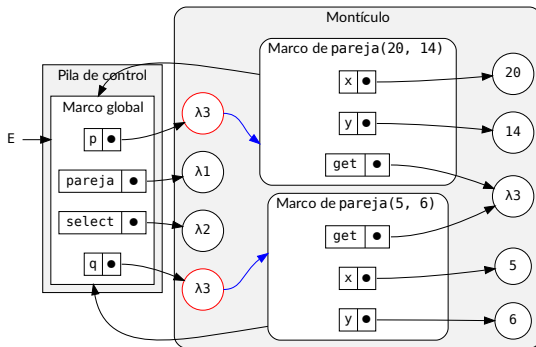 Montículo
Pila de control
Marco global
E
p
pareja
select
q
λ3
λ1
λ2
λ3
Marco de pareja(20, 14)
x
y
get
Marco de pareja(5, 6)
get
x
y
20
14
λ3
5
6